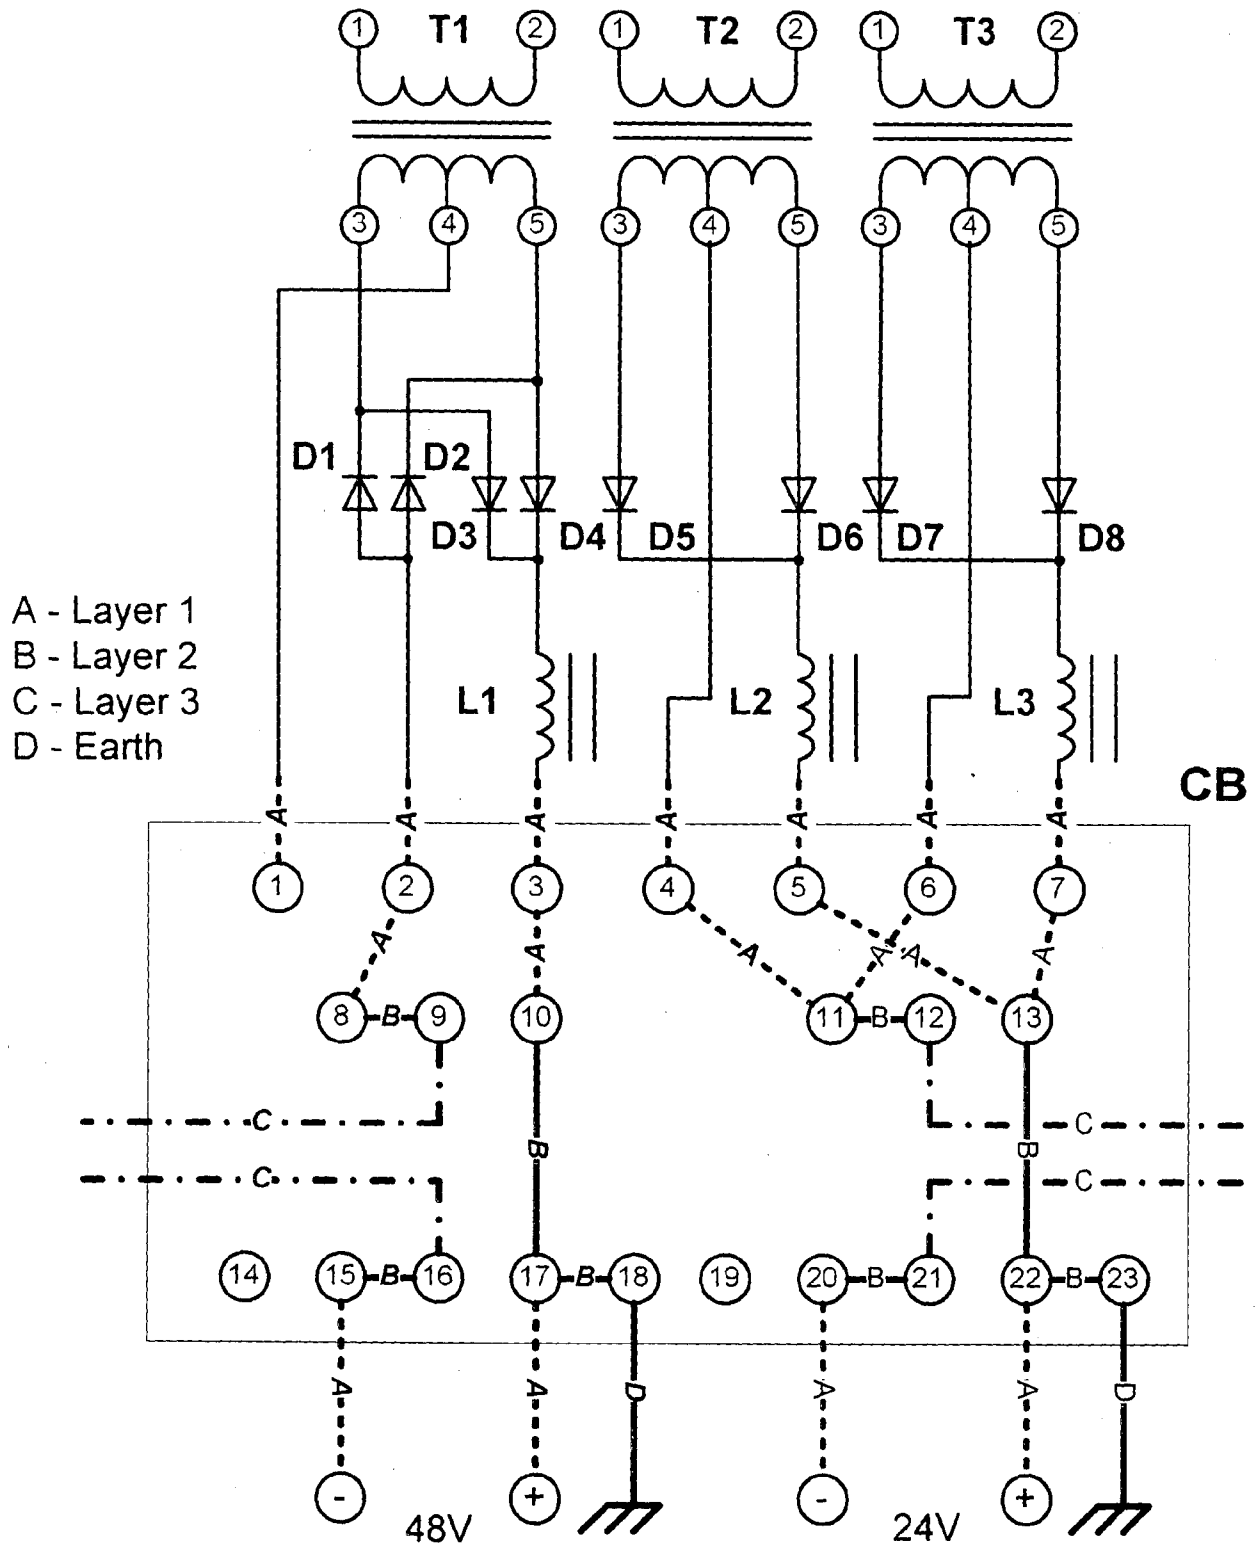 1 T1 2 1 T2 2 1 T3 2
3 4 5 3 4 5 3 4 5
D1 D2
D3 D4 D5 D6 D7 D8
A - Layer 1
B - Layer 2
C - Layer 3
D - Earth
L1 L2 L3
CB
A A A A A A A
1 2 3 4 5 6 7
A A A A A A
8 B 9 10 11 B 12 13
C C
B B
C C
14 15 B 16 17 B 18 19 20 B 21 22 B 23
A A D A A D
- + - +
48V 24V